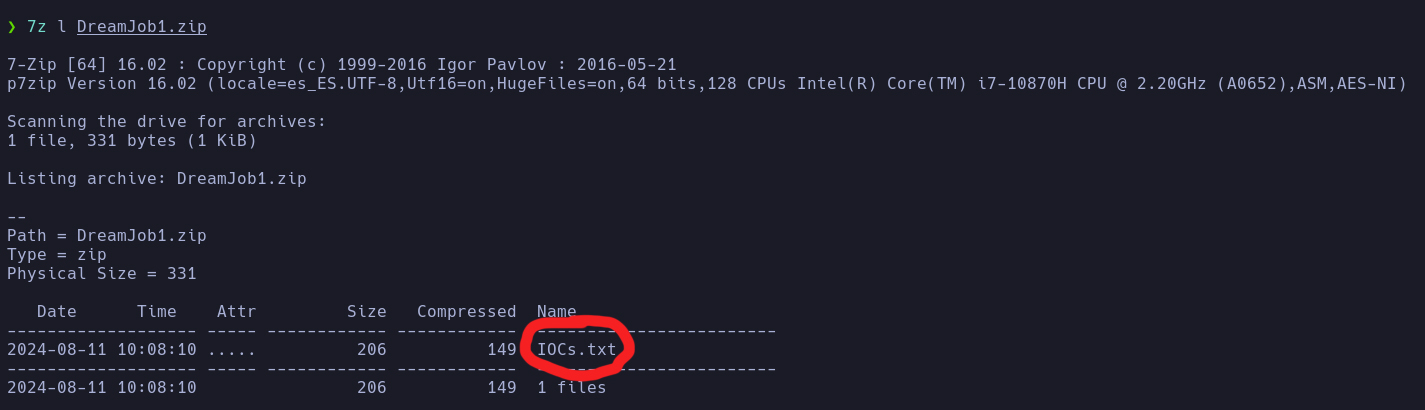 ❯ 7z l DreamJob1.zip
7-Zip [64] 16.02 : Copyright (c) 1999-2016 Igor Pavlov : 2016-05-21
p7zip Version 16.02 (locale=es_ES.UTF-8,Utf16=on,HugeFiles=on,64 bits,128 CPUs Intel(R) Core(TM) i7-10870H CPU @ 2.20GHz (A0652),ASM,AES-NI)
Scanning the drive for archives:
1 file, 331 bytes (1 KiB)
Listing archive: DreamJob1.zip
--
Path = DreamJob1.zip
Type = zip
Physical Size = 331
   Date      Time    Attr         Size   Compressed  Name
------------------- ----- ------------ ------------  ------------------------
2024-08-11 10:08:10 .....          206          149  IOCs.txt
------------------- ----- ------------ ------------  ------------------------
2024-08-11 10:08:10                206          149  1 files